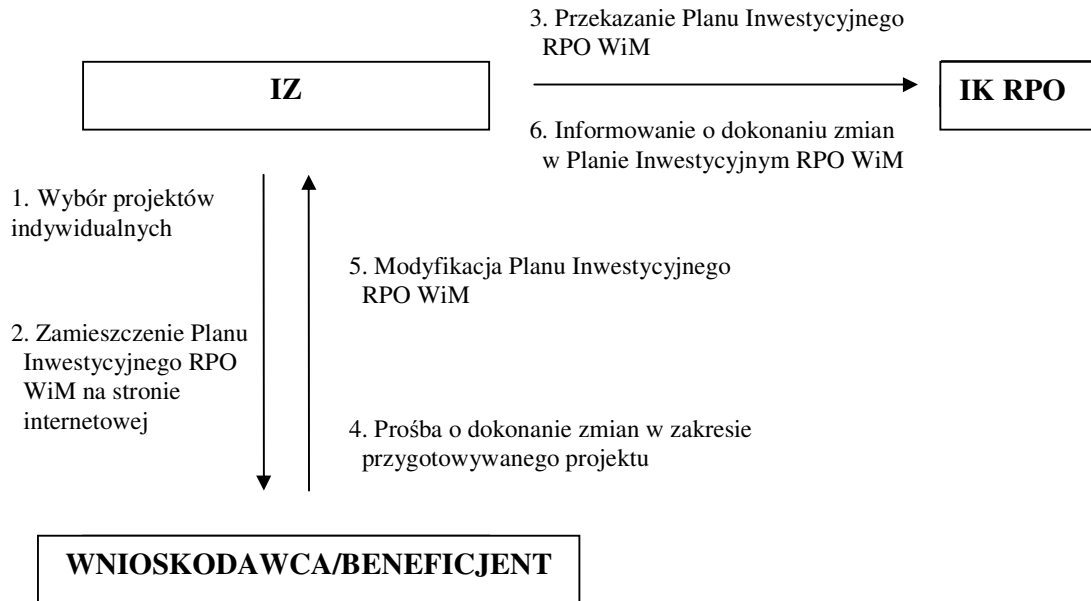 3. Przekazanie Planu Inwestycyjnego
RPO WiM
IZ
IK RPO
6. Informowanie o dokonaniu zmian
w Planie Inwestycyjnym RPO WiM
1. Wybór projektów
indywidualnych
5. Modyfikacja Planu Inwestycyjnego
RPO WiM
2. Zamieszczenie Planu
Inwestycyjnego RPO
WiM na stronie
internetowej
4. Prośba o dokonanie zmian w zakresie
przygotowywanego projektu
WNIOSKODAWCA/BENEFICJENT